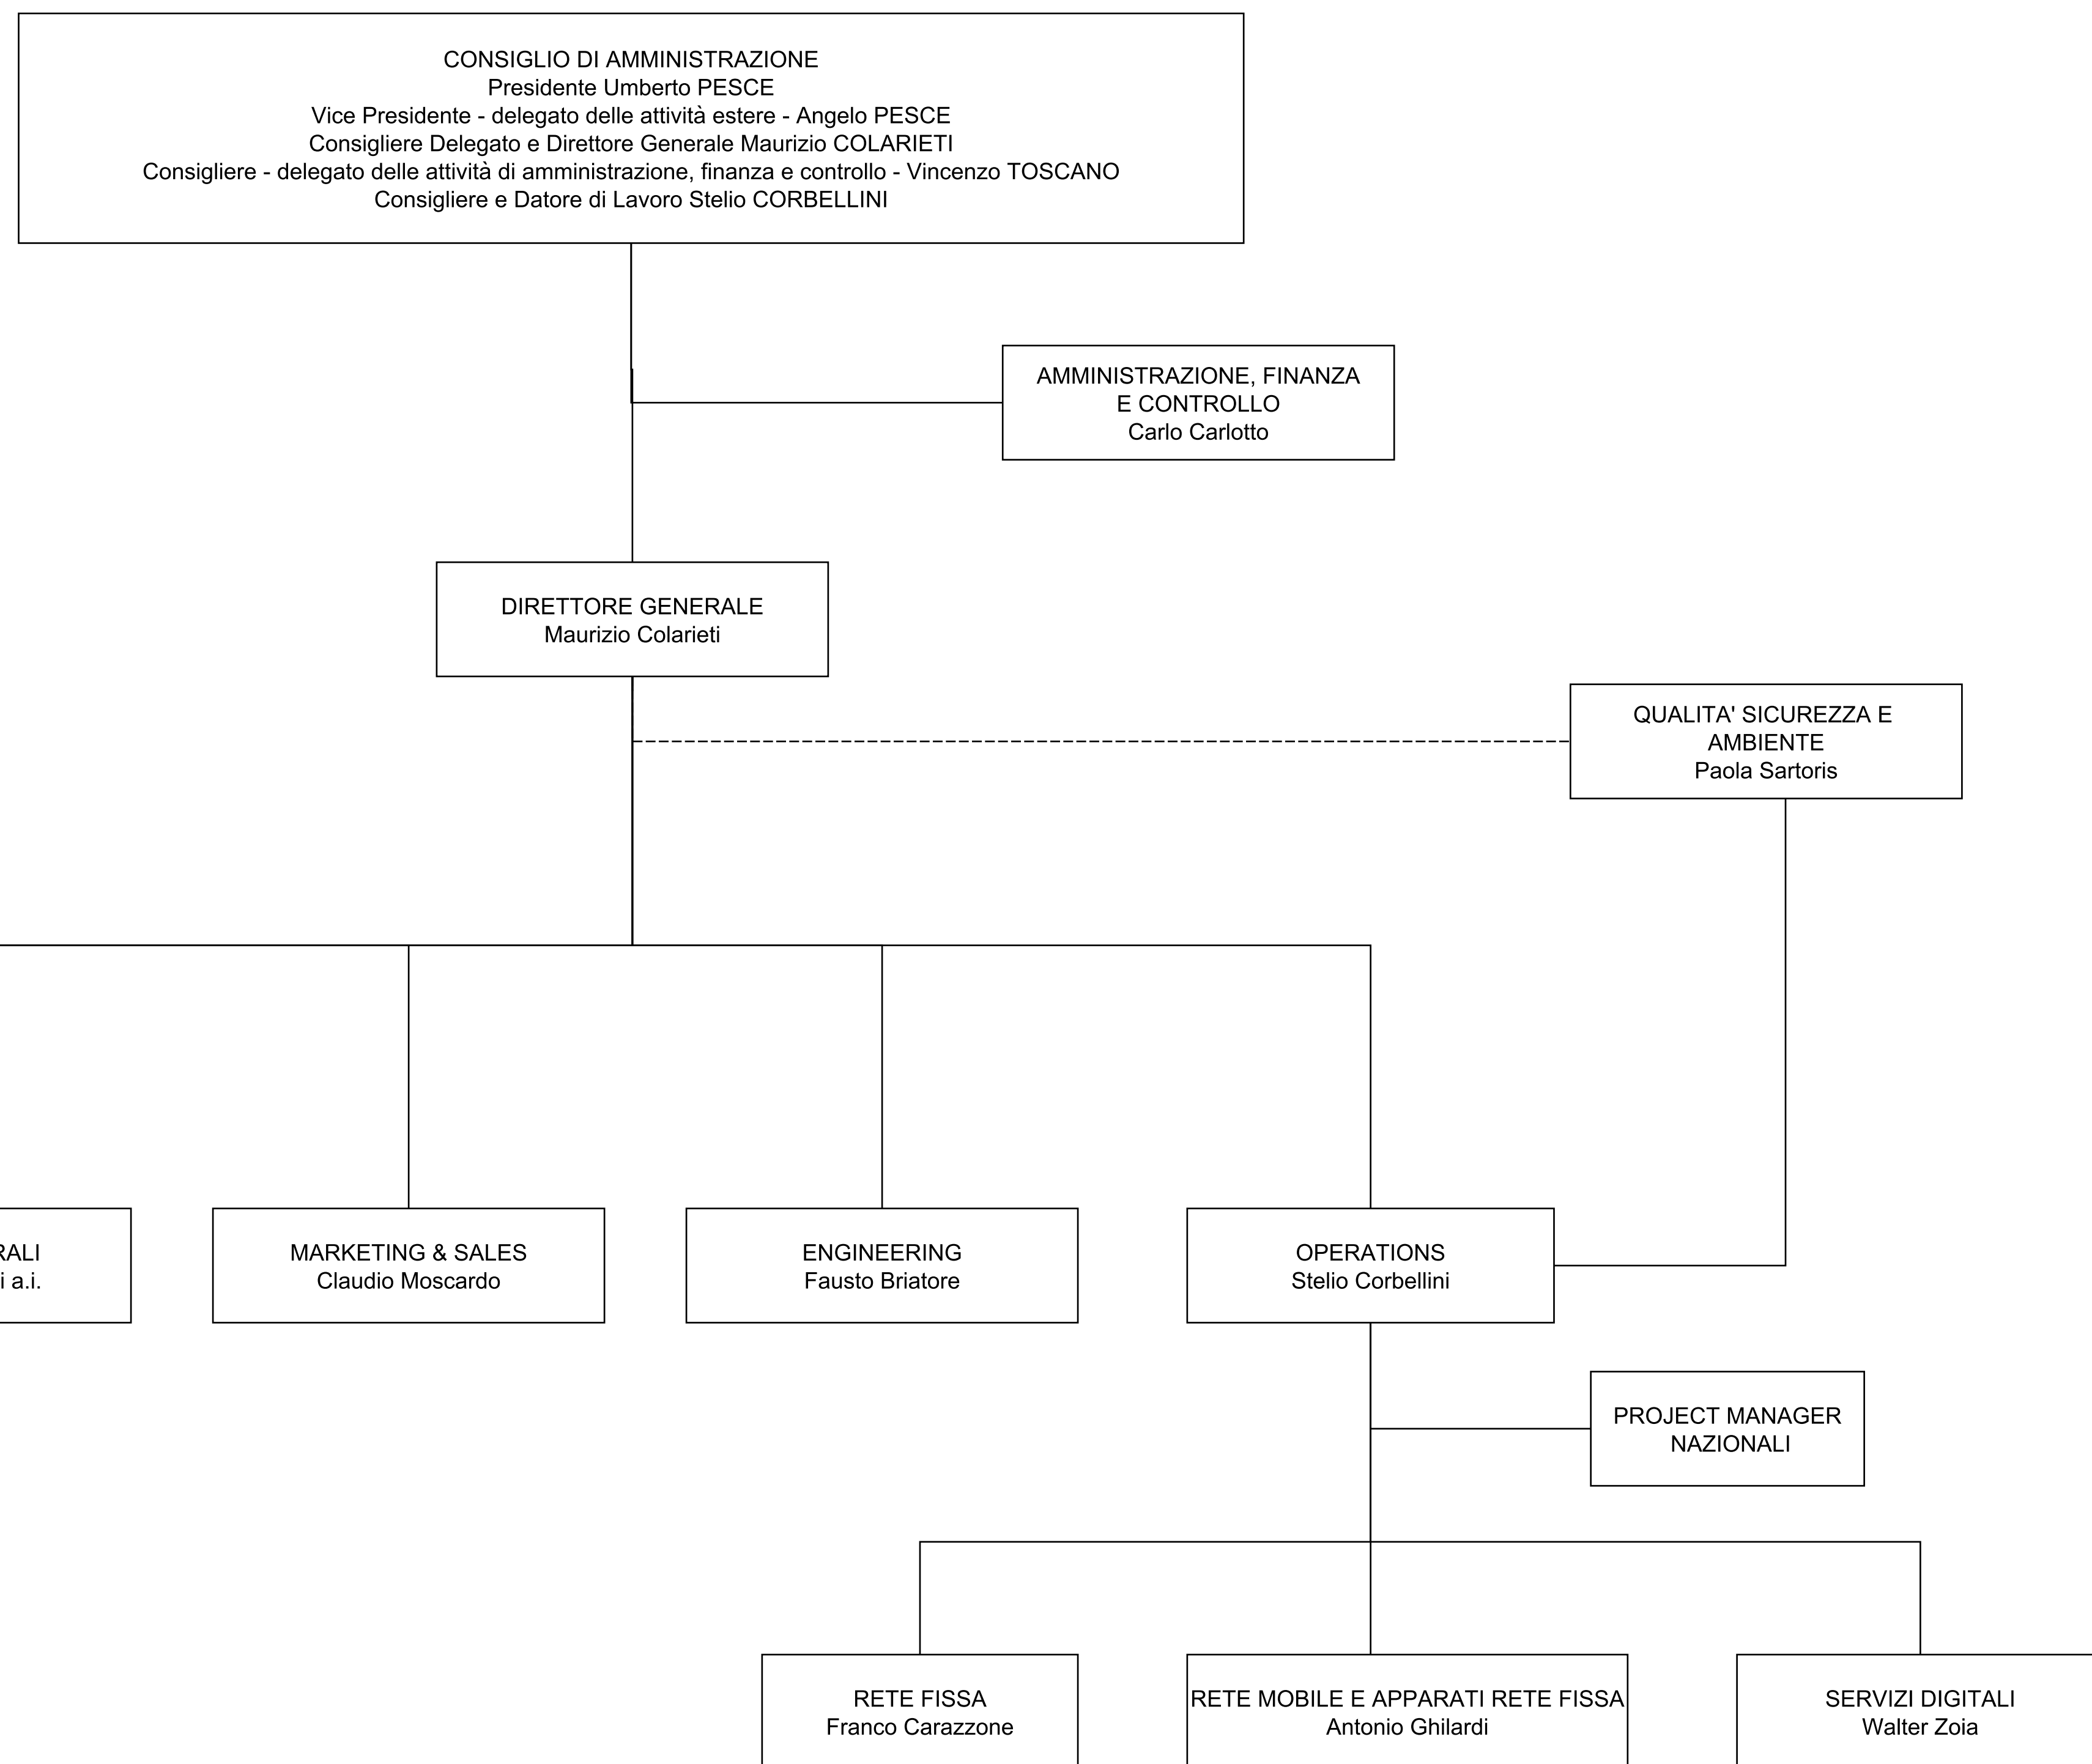 CONSIGLIO DI AMMINISTRAZIONE
Presidente Umberto PESCE
Vice Presidente - delegato delle attività estere - Angelo PESCE
Consigliere Delegato e Direttore Generale Maurizio COLARIETI
Consigliere - delegato delle attività di amministrazione, finanza e controllo - Vincenzo TOSCANO
Consigliere e Datore di Lavoro Stelio CORBELLINI
AMMINISTRAZIONE, FINANZA
E CONTROLLO
Carlo Carlotto
DIRETTORE GENERALE
Maurizio Colarieti
QUALITA' SICUREZZA E
AMBIENTE
Paola Sartoris
RALI
i a.i.
MARKETING & SALES
Claudio Moscardo
ENGINEERING
Fausto Briatore
OPERATIONS
Stelio Corbellini
PROJECT MANAGER
NAZIONALI
RETE FISSA
Franco Carazzone
RETE MOBILE E APPARATI RETE FISSA
Antonio Ghilardi
SERVIZI DIGITALI
Walter Zoia